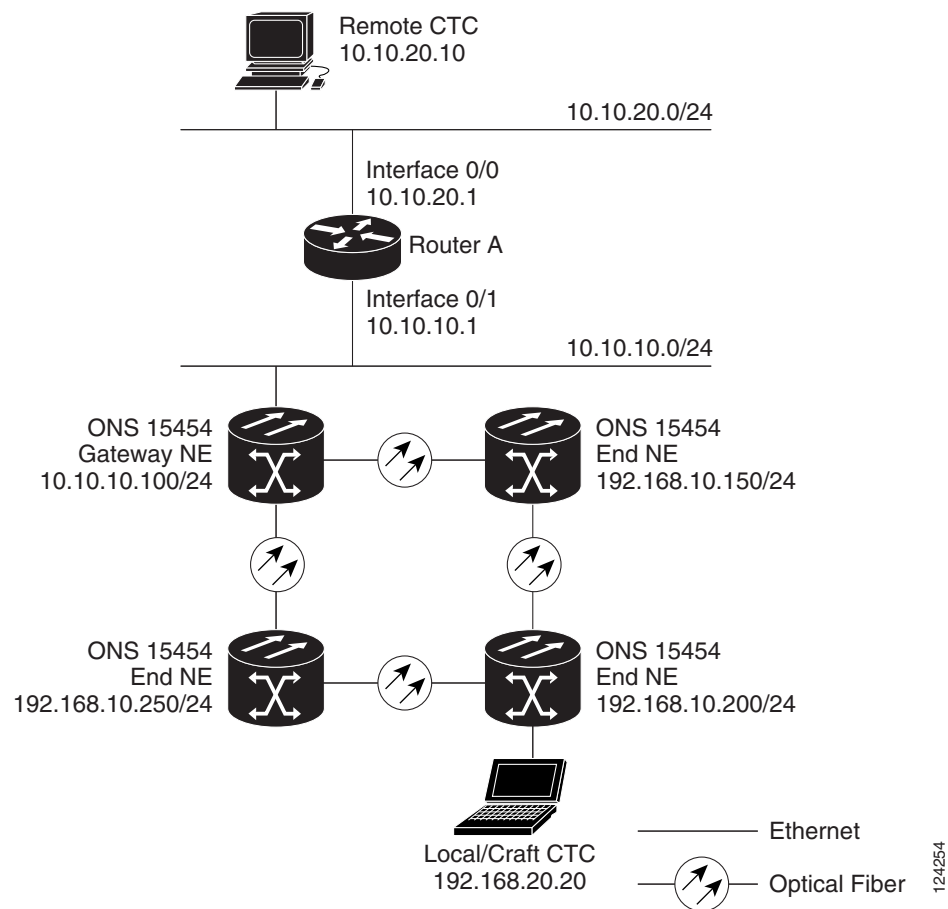 Remote CTC
10.10.20.10
10.10.20.0/24
Interface 0/0
10.10.20.1
Router A
Interface 0/1
10.10.10.1
10.10.10.0/24
ONS 15454
Gateway NE
10.10.10.100/24
ONS 15454
End NE
192.168.10.150/24
ONS 15454
End NE
192.168.10.250/24
ONS 15454
End NE
192.168.10.200/24
Local/Craft CTC
192.168.20.20
Ethernet
Optical Fiber
124254